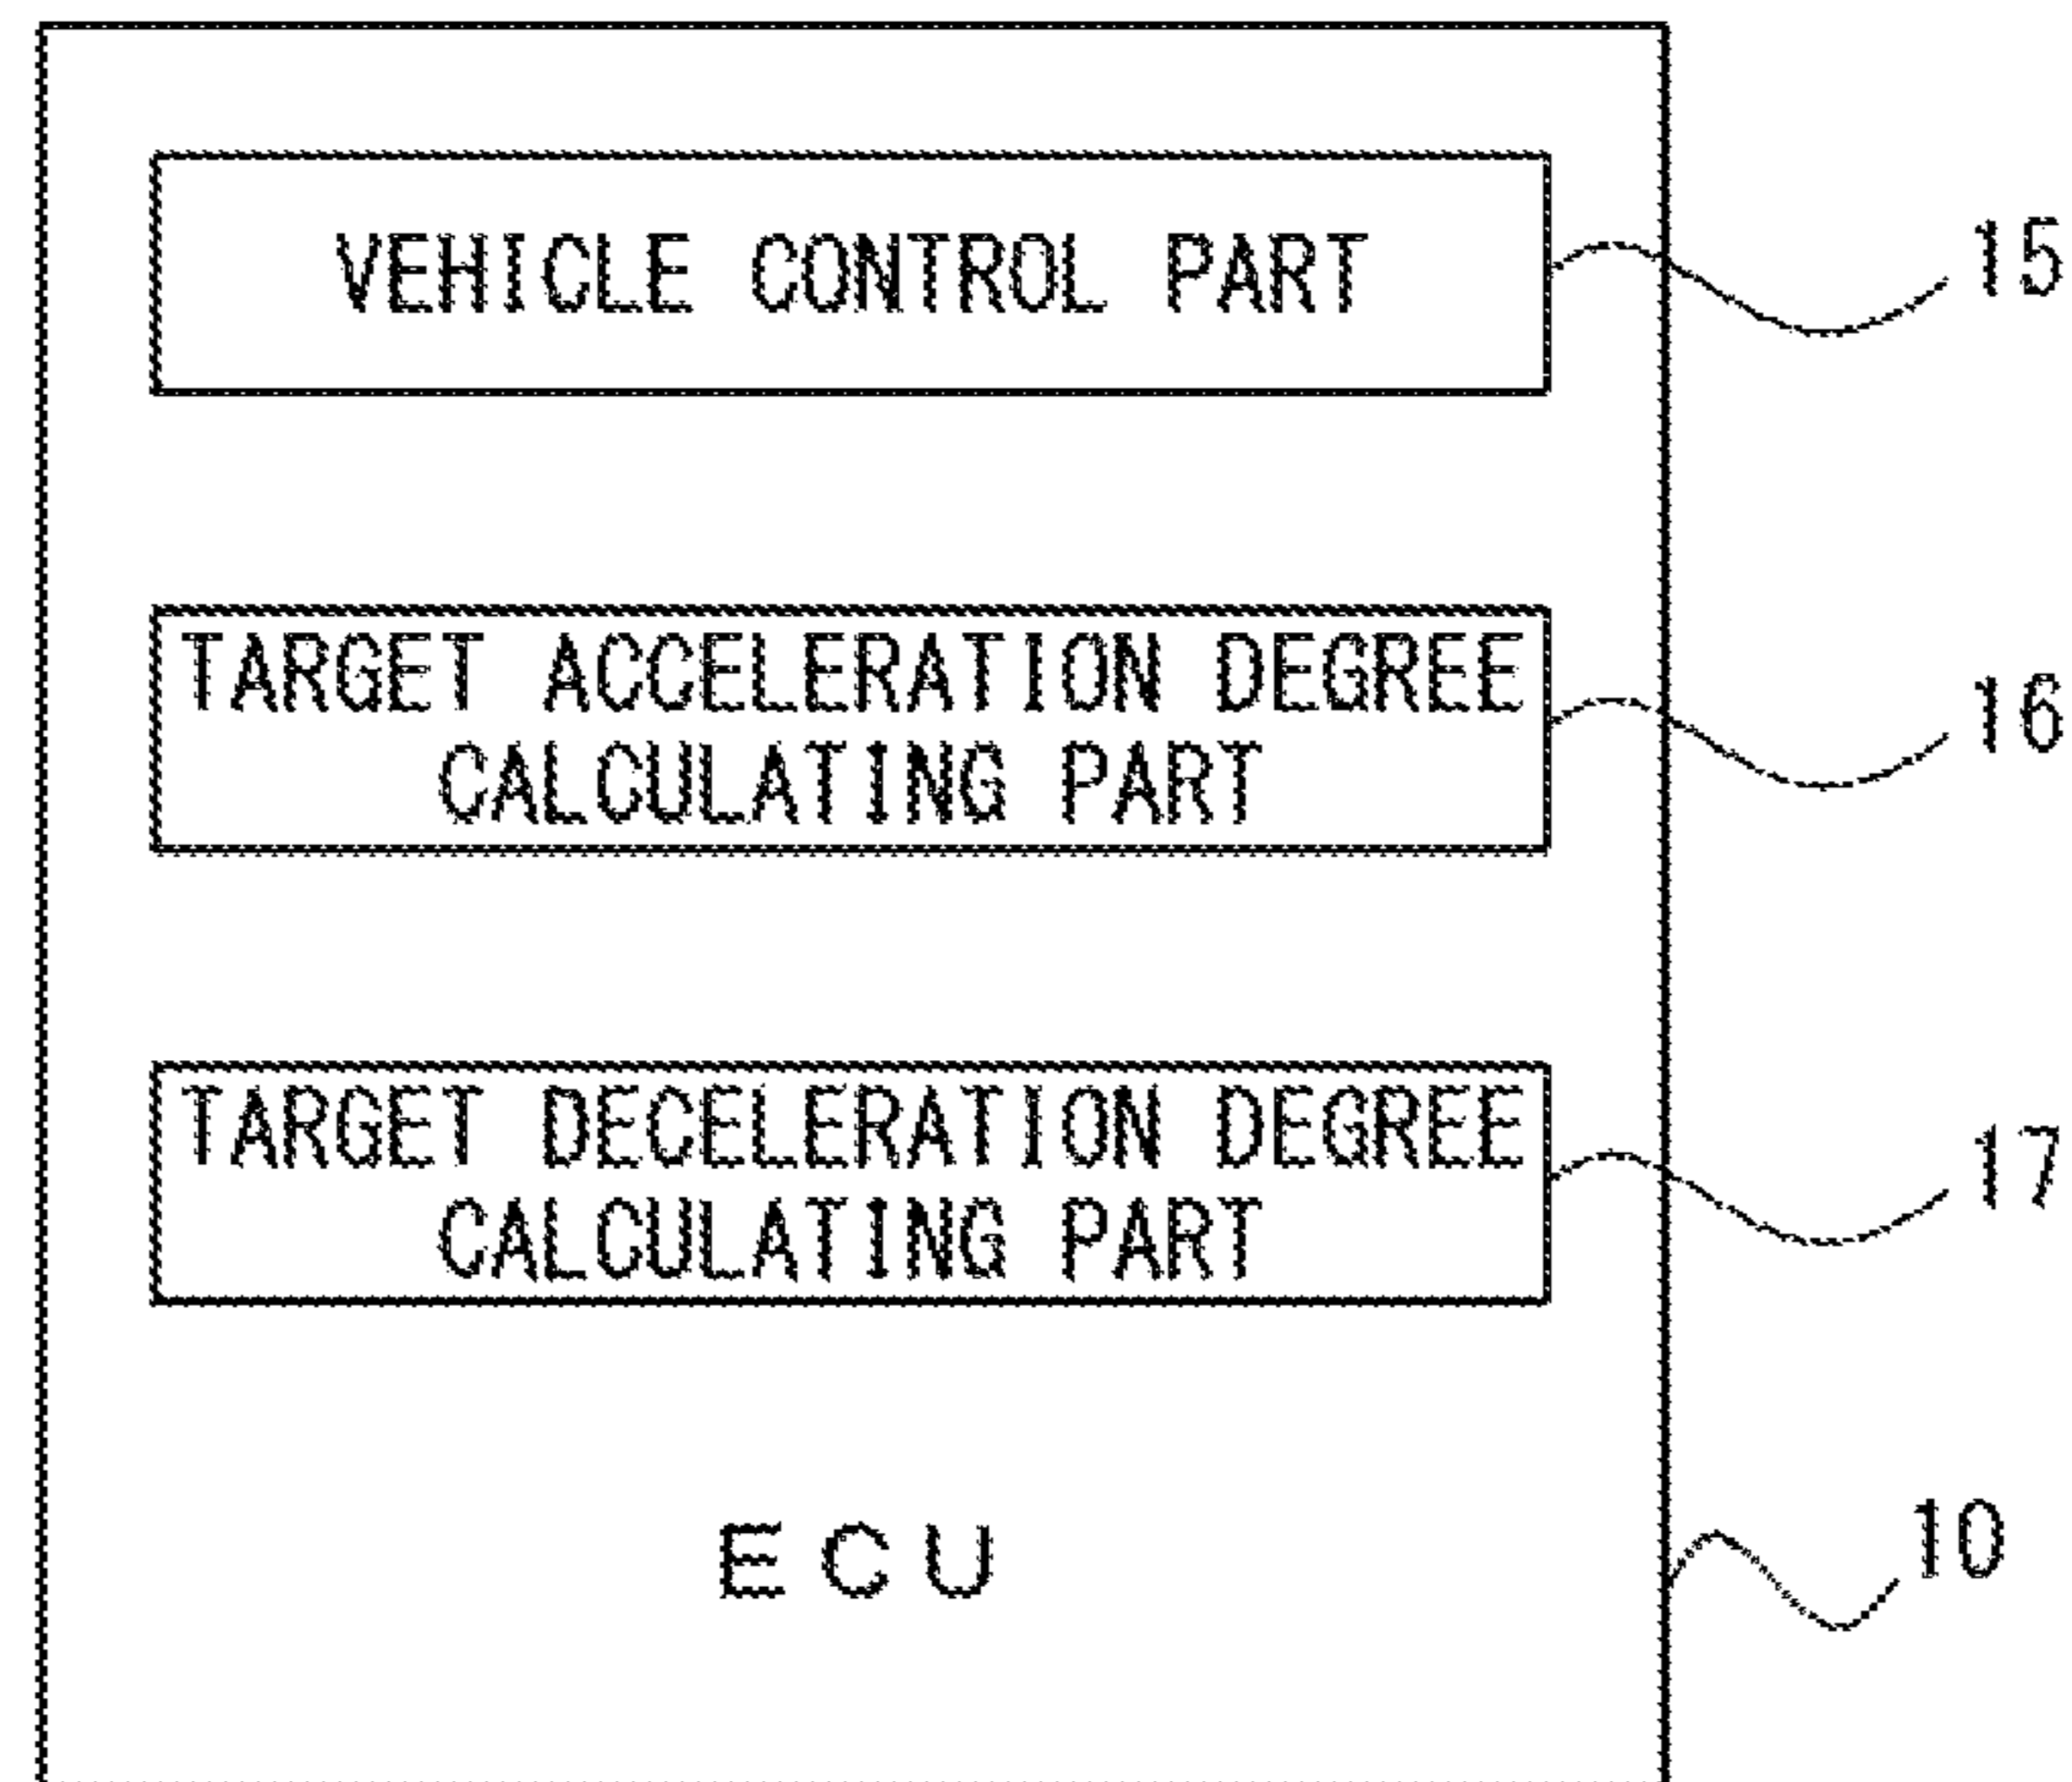 VEHICLE CONTROL PART
15
TARGET ACCELERATION DEGREE
CALCULATING PART
16
TARGET DECELERATION DEGREE
CALCULATING PART
17
ECU
10